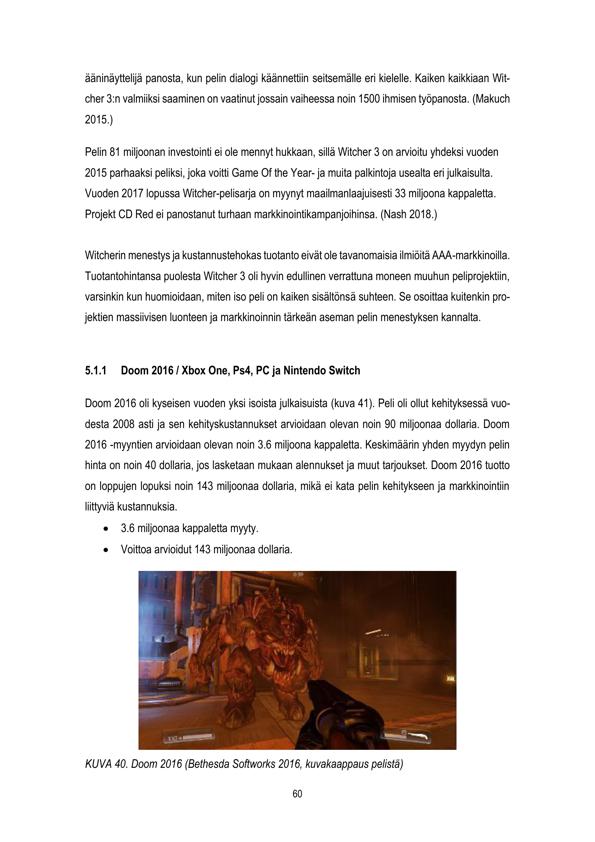 ääninäyttelijä panosta, kun pelin dialogi käännettiin seitsemälle eri kielelle. Kaiken kaikkiaan Wit-
cher 3:n valmiiksi saaminen on vaatinut jossain vaiheessa noin 1500 ihmisen työpanosta. (Makuch
2015.)
Pelin 81 miljoonan investointi ei ole mennyt hukkaan, sillä Witcher 3 on arvioitu yhdeksi vuoden
2015 parhaaksi peliksi, joka voitti Game Of the Year- ja muita palkintoja usealta eri julkaisulta.
Vuoden 2017 lopussa Witcher-pelisarja on myynyt maailmanlaajuisesti 33 miljoona kappaletta.
Projekt CD Red ei panostanut turhaan markkinointikampanjoihinsa. (Nash 2018.)
Witcherin menestys ja kustannustehokas tuotanto eivät ole tavanomaisia ilmiöitä AAA-markkinoilla.
Tuotantohintansa puolesta Witcher 3 oli hyvin edullinen verrattuna moneen muuhun peliprojektiin,
varsinkin kun huomioidaan, miten iso peli on kaiken sisältönsä suhteen. Se osoittaa kuitenkin pro-
jektien massiivisen luonteen ja markkinoinnin tärkeän aseman pelin menestyksen kannalta.
5.1.1 Doom 2016 / Xbox One, Ps4, PC ja Nintendo Switch
Doom 2016 oli kyseisen vuoden yksi isoista julkaisuista (kuva 41). Peli oli ollut kehityksessä vuo-
desta 2008 asti ja sen kehityskustannukset arvioidaan olevan noin 90 miljoonaa dollaria. Doom
2016 -myyntien arvioidaan olevan noin 3.6 miljoona kappaletta. Keskimäärin yhden myydyn pelin
hinta on noin 40 dollaria, jos lasketaan mukaan alennukset ja muut tarjoukset. Doom 2016 tuotto
on loppujen lopuksi noin 143 miljoonaa dollaria, mikä ei kata pelin kehitykseen ja markkinointiin
liittyviä kustannuksia.
• 3.6 miljoonaa kappaletta myyty.
• Voittoa arvioidut 143 miljoonaa dollaria.
KUVA 40. Doom 2016 (Bethesda Softworks 2016, kuvakaappaus pelistä)
60